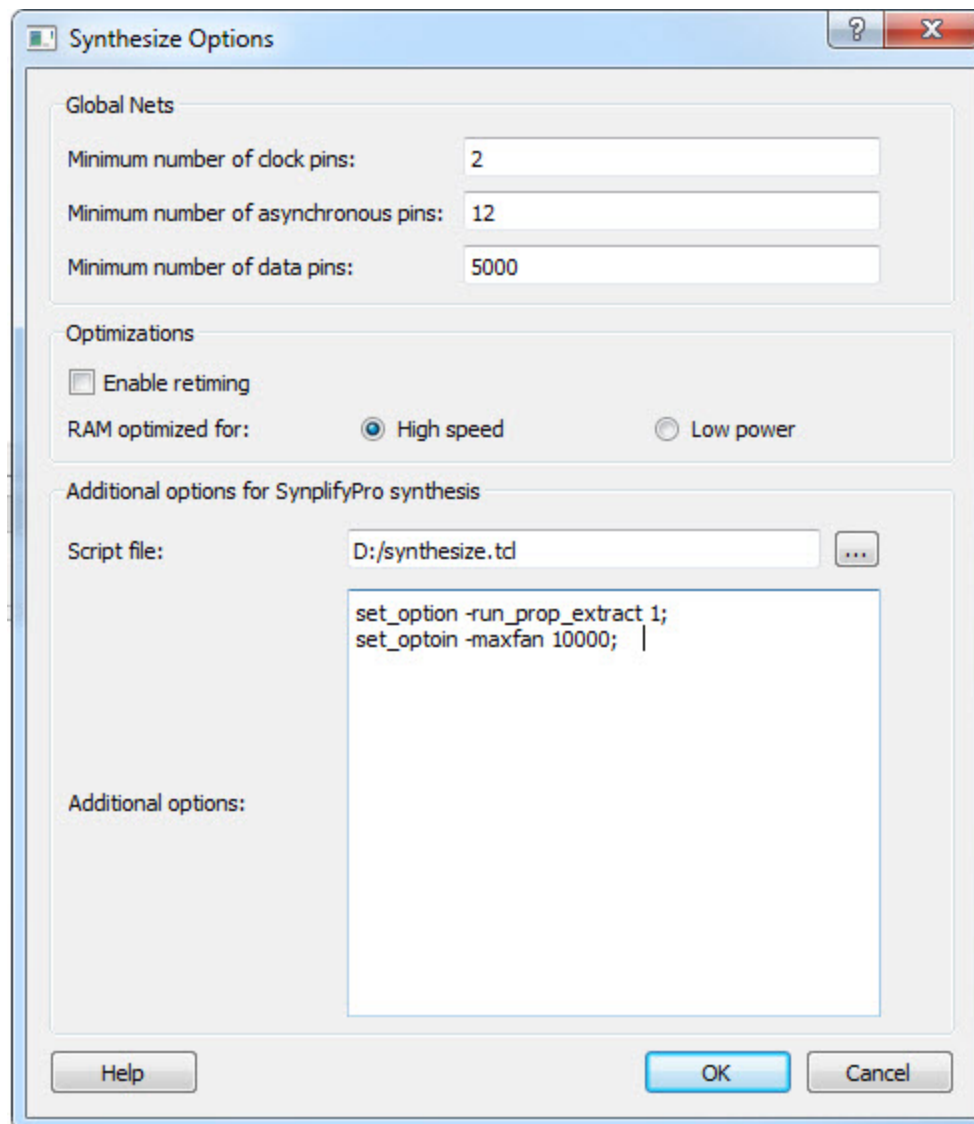 Synthesize Options
Global Nets
Minimum number of clock pins: 2
Minimum number of asynchronous pins: 12
Minimum number of data pins: 5000
Optimizations
Enable retiming
RAM optimized for: High speed Low power
Additional options for SynplifyPro synthesis
Script file: D:/synthesize.tcl ...
set_option -run_prop_extract 1;
set_optoin -maxfan 10000;
Additional options:
Help OK Cancel